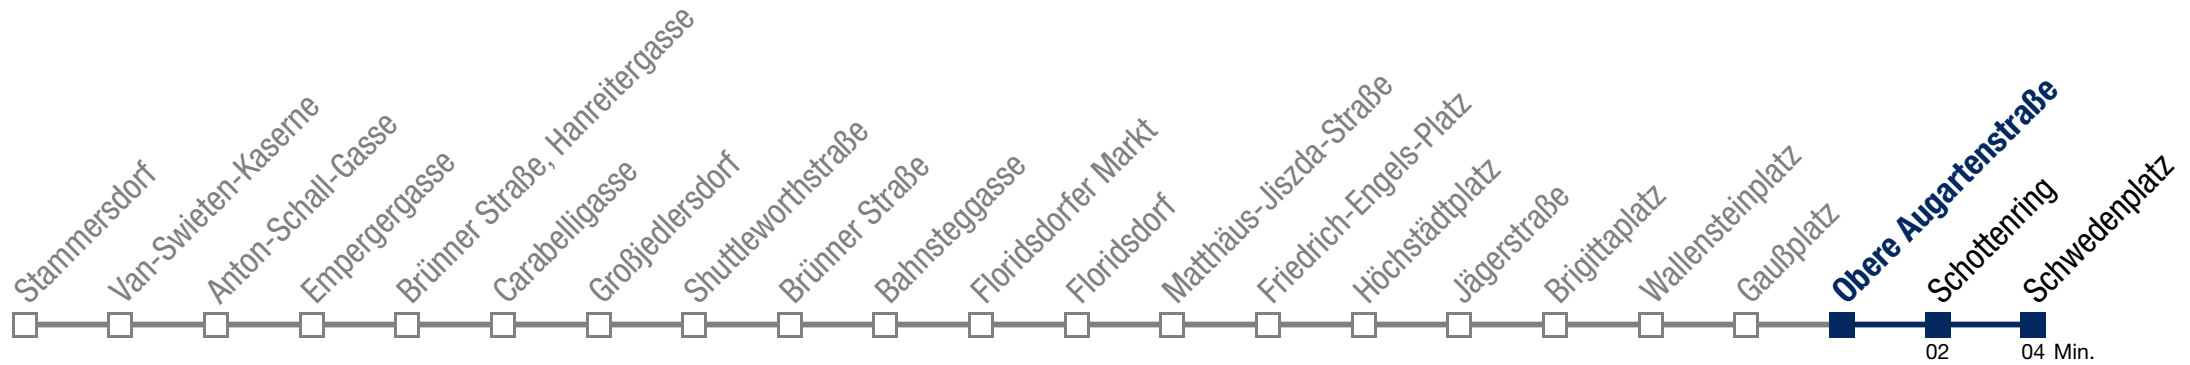 Stammersdorf
Van-Swieten-Kaserne
Anton-Schall-Gasse
Empergergasse
Brünner Straße, Hanreitergasse
Carabelligasse
Großjedlersdorf
Shuttleworthstraße
Brünner Straße
Bahnsteggasse
Floridsdorfer Markt
Floridsdorf
Matthäus-Jiszda-Straße
Friedrich-Engels-Platz
Höchstädtplatz
Jägerstraße
Brigittaplatz
Wallensteinplatz
Gaußplatz
Obere Augartenstraße
Schottenring
Schwedenplatz
02
04 Min.